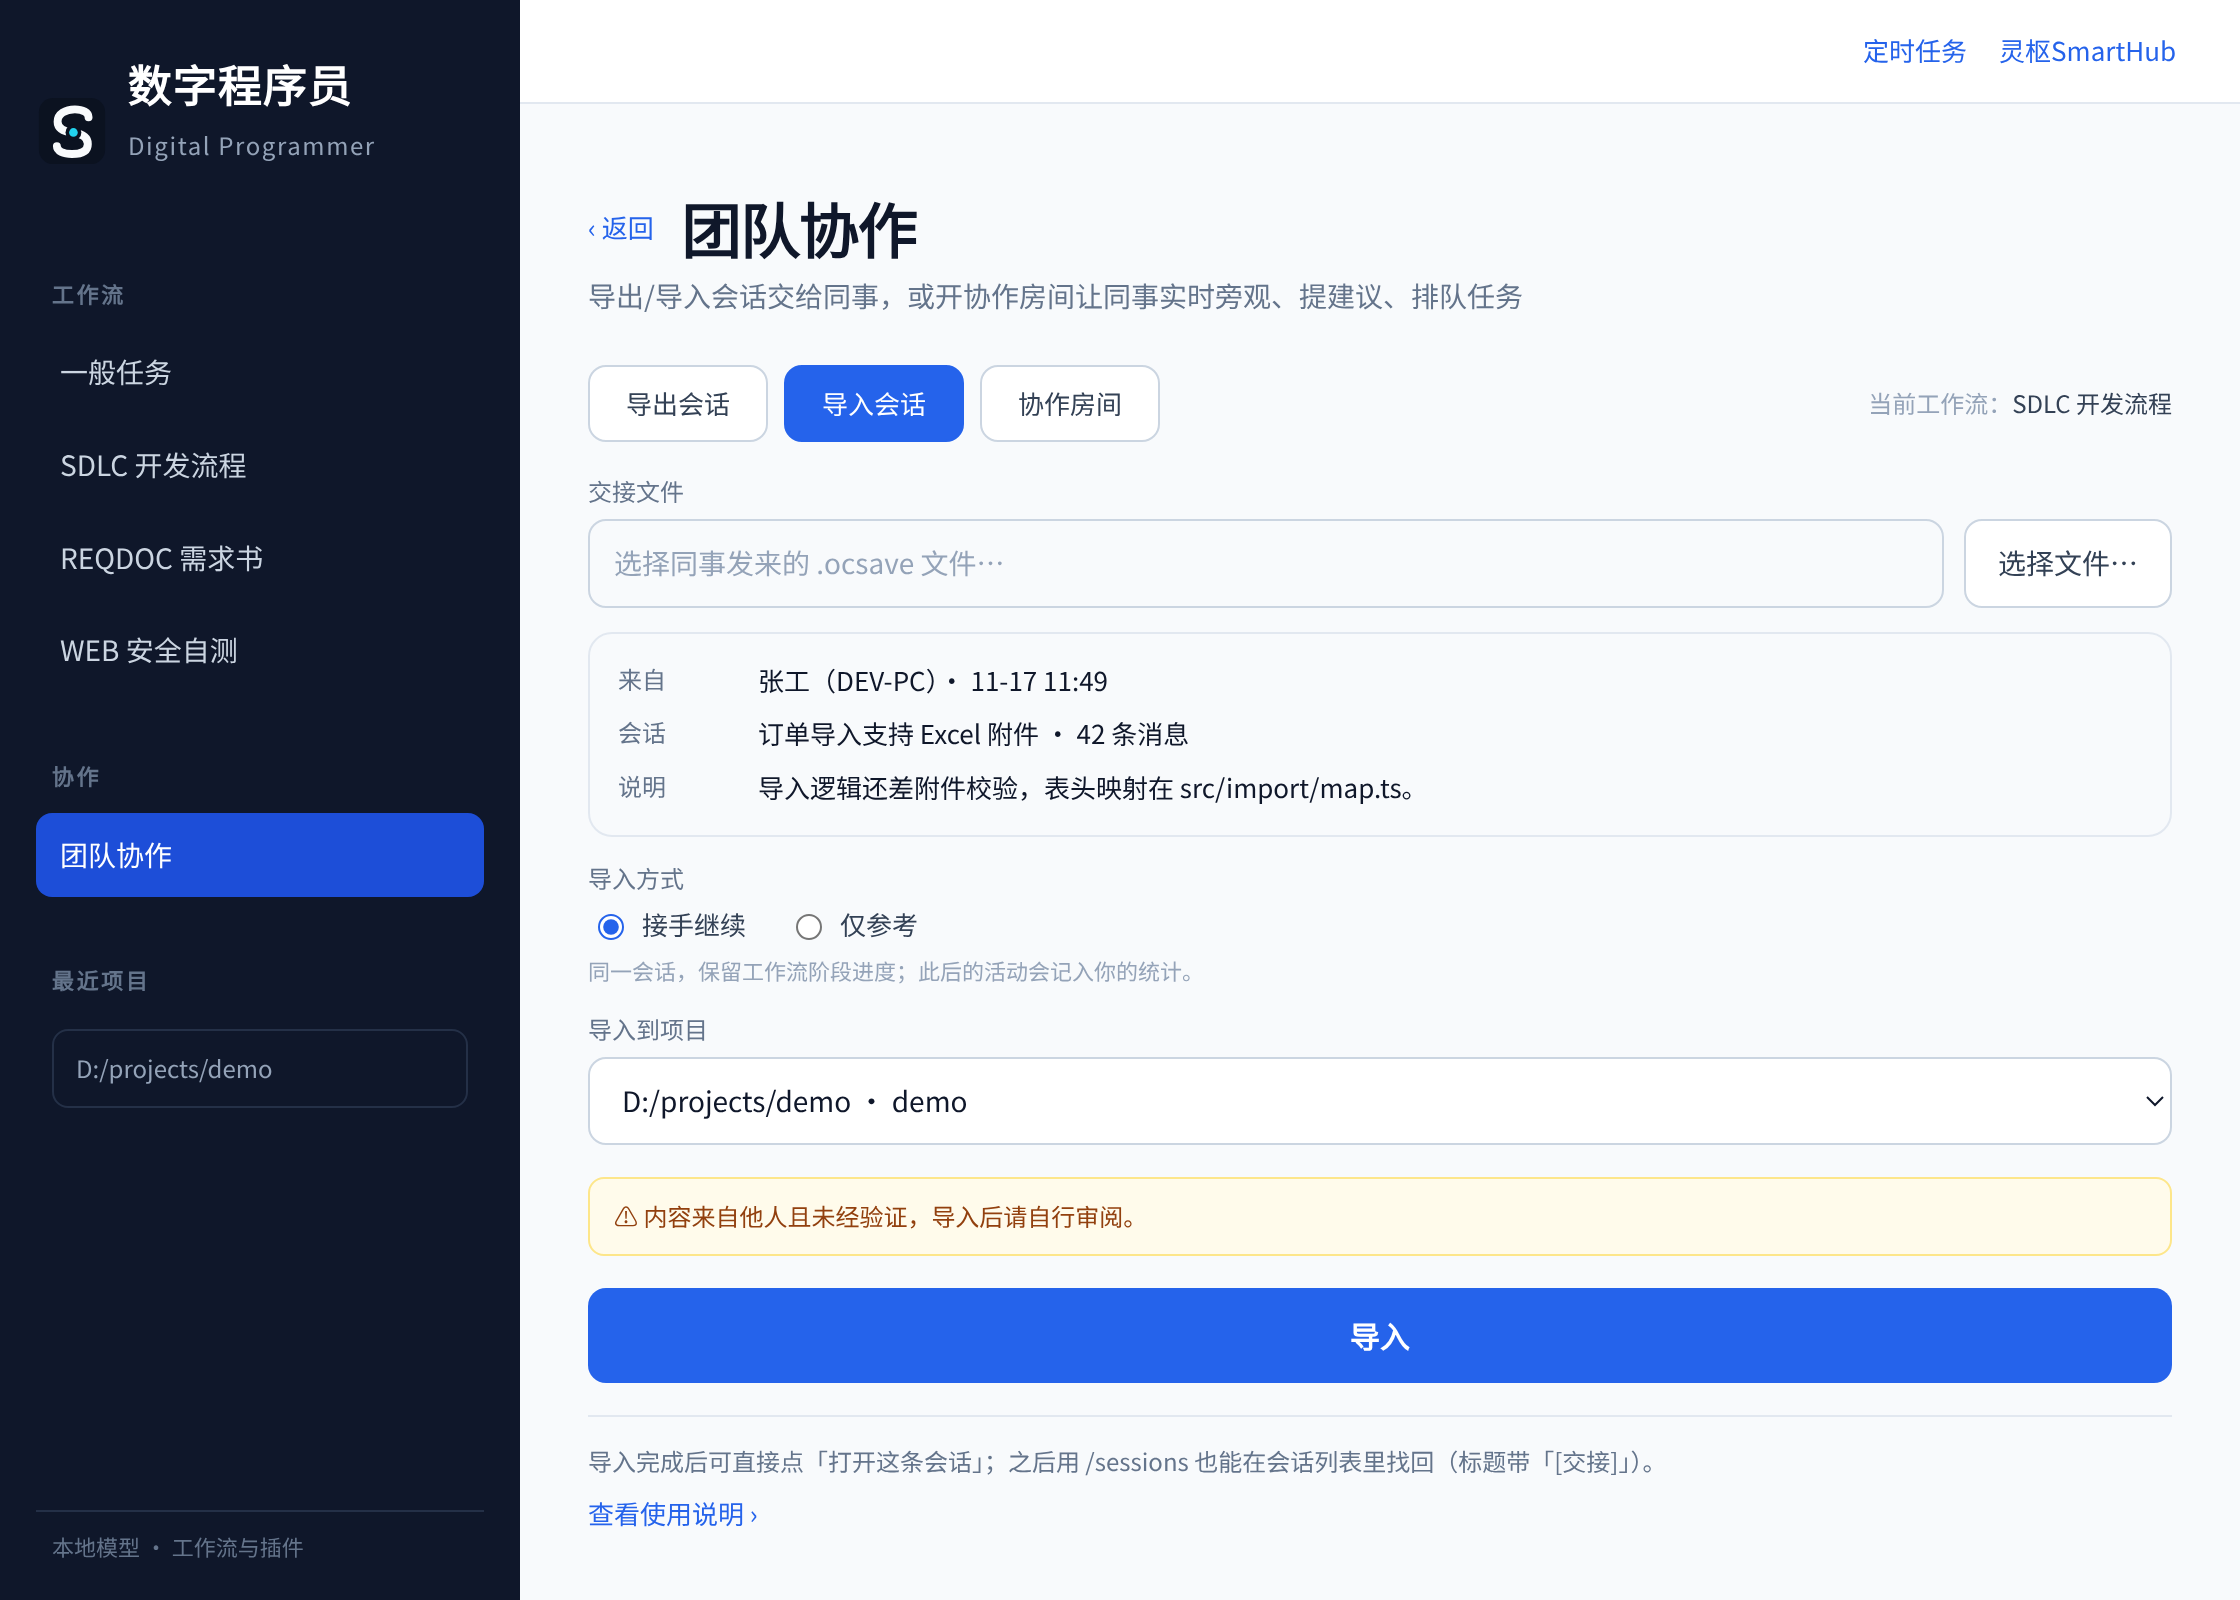 数字程序员
Digital Programmer
工作流
一般任务
SDLC 开发流程
REQDOC 需求书
WEB 安全自测
协作
团队协作
最近项目
D:/projects/demo
本地模型 · 工作流与插件
定时任务 灵枢SmartHub
‹ 返回 团队协作
导出/导入会话交给同事，或开协作房间让同事实时旁观、提建议、排队任务
导出会话 导入会话 协作房间 当前工作流：SDLC 开发流程
交接文件
选择同事发来的 .ocsave 文件… 选择文件…
来自 张工（DEV-PC）· 11-17 11:49
会话 订单导入支持 Excel 附件 · 42 条消息
说明 导入逻辑还差附件校验，表头映射在 src/import/map.ts。
导入方式
接手继续 仅参考
同一会话，保留工作流阶段进度；此后的活动会记入你的统计。
导入到项目
D:/projects/demo · demo
⚠ 内容来自他人且未经验证，导入后请自行审阅。
导入
导入完成后可直接点「打开这条会话」；之后用 /sessions 也能在会话列表里找回（标题带「[交接]」）。
查看使用说明 ›